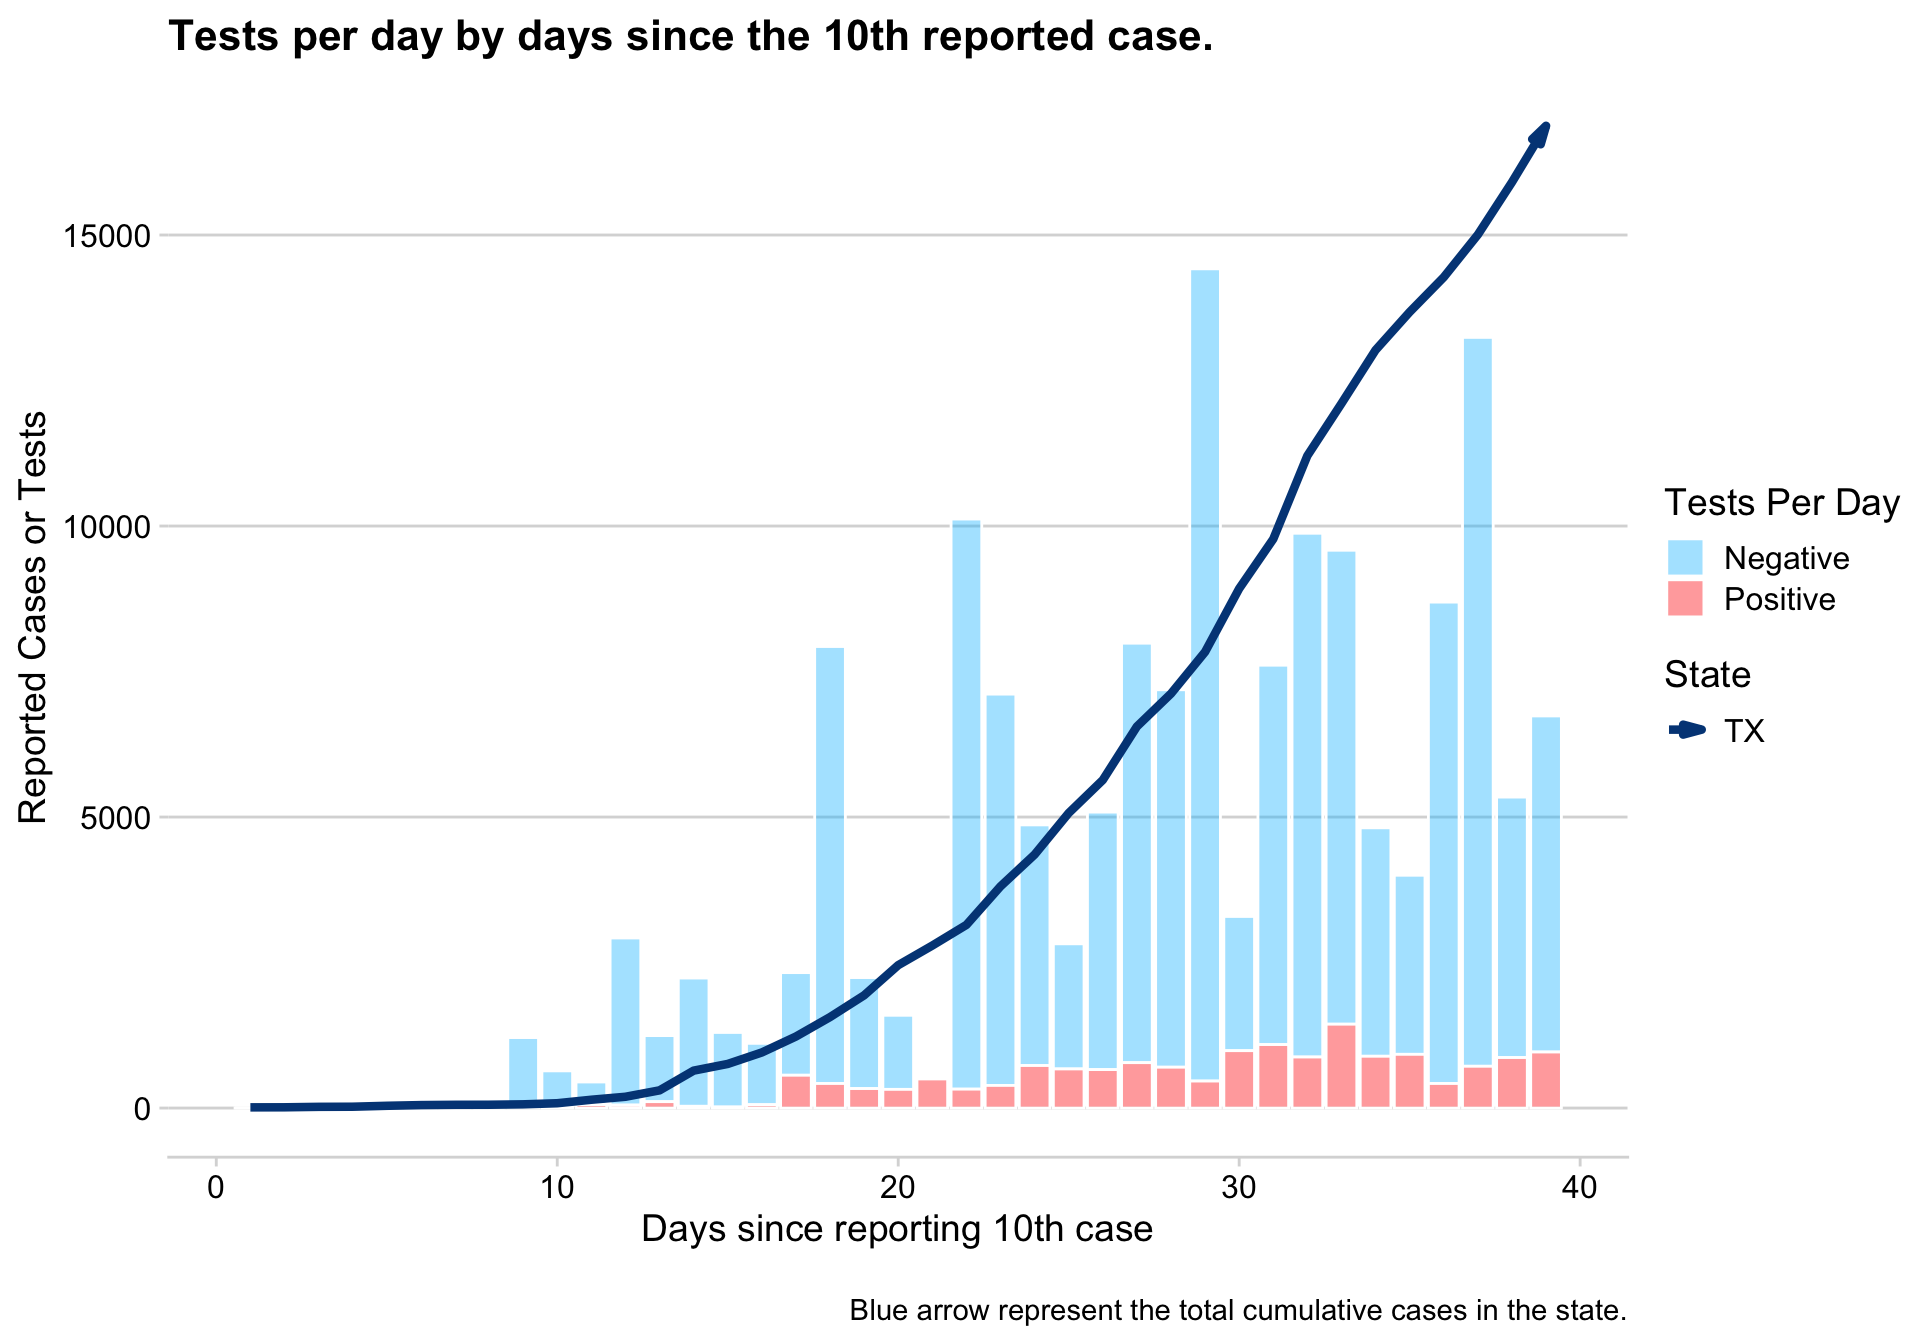 Tests per day by days since the 10th reported case.
15000
10000
5000
0
Reported Cases or Tests
0 10 20 30 40
Days since reporting 10th case
Tests Per Day
Negative
Positive
State
TX
Blue arrow represent the total cumulative cases in the state.